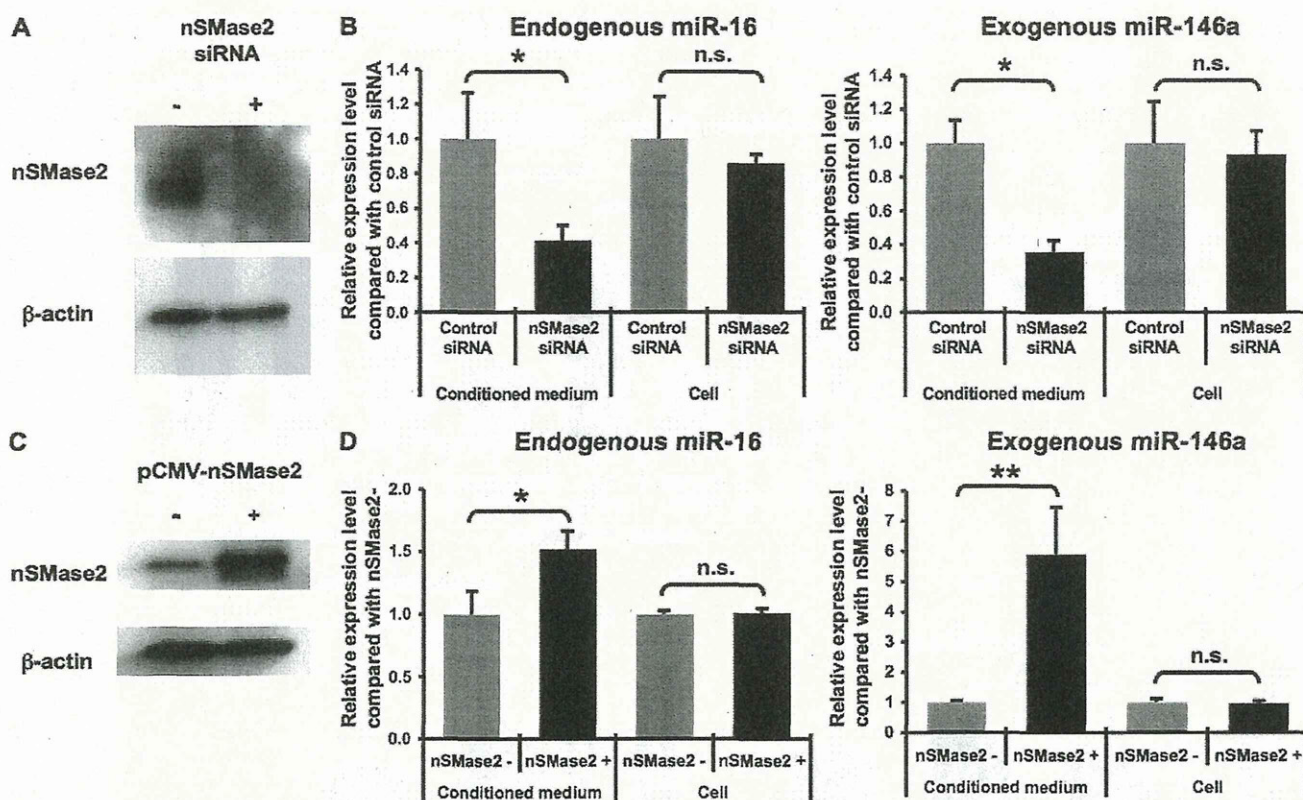 A
nSMase2
siRNA
- +
nSMase2
β-actin
B
Endogenous miR-16
Relative expression level
compared with control siRNA
1.4
1.2
1.0
0.8
0.6
0.4
0.2
0.0
*
n.s.
Control siRNA
nSMase2 siRNA
Control siRNA
nSMase2 siRNA
Conditioned medium
Cell
Exogenous miR-146a
Relative expression level
compared with control siRNA
1.4
1.2
1.0
0.8
0.6
0.4
0.2
0.0
*
n.s.
Control siRNA
nSMase2 siRNA
Control siRNA
nSMase2 siRNA
Conditioned medium
Cell
C
pCMV-nSMase2
- +
nSMase2
β-actin
D
Endogenous miR-16
Relative expression level
compared with nSMase2-
2.0
1.5
1.0
0.5
0.0
*
n.s.
nSMase2 -
nSMase2 +
nSMase2 -
nSMase2 +
Conditioned medium
Cell
Exogenous miR-146a
Relative expression level
compared with nSMase2-
8
7
6
5
4
3
2
1
0
**
n.s.
nSMase2 -
nSMase2 +
nSMase2 -
nSMase2 +
Conditioned medium
Cell